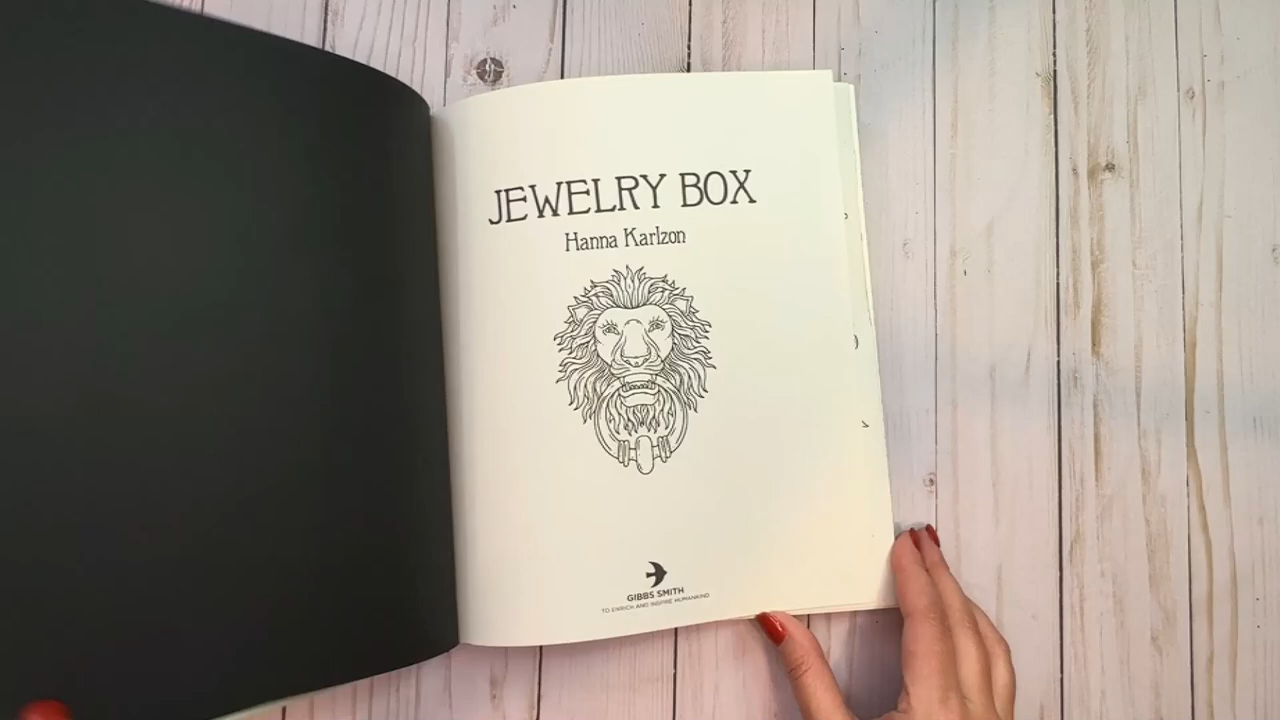 JEWELRY BOX
Hanna Karlzon
GIBBS SMITH
TO ENRICH AND INSPIRE HUMANKIND